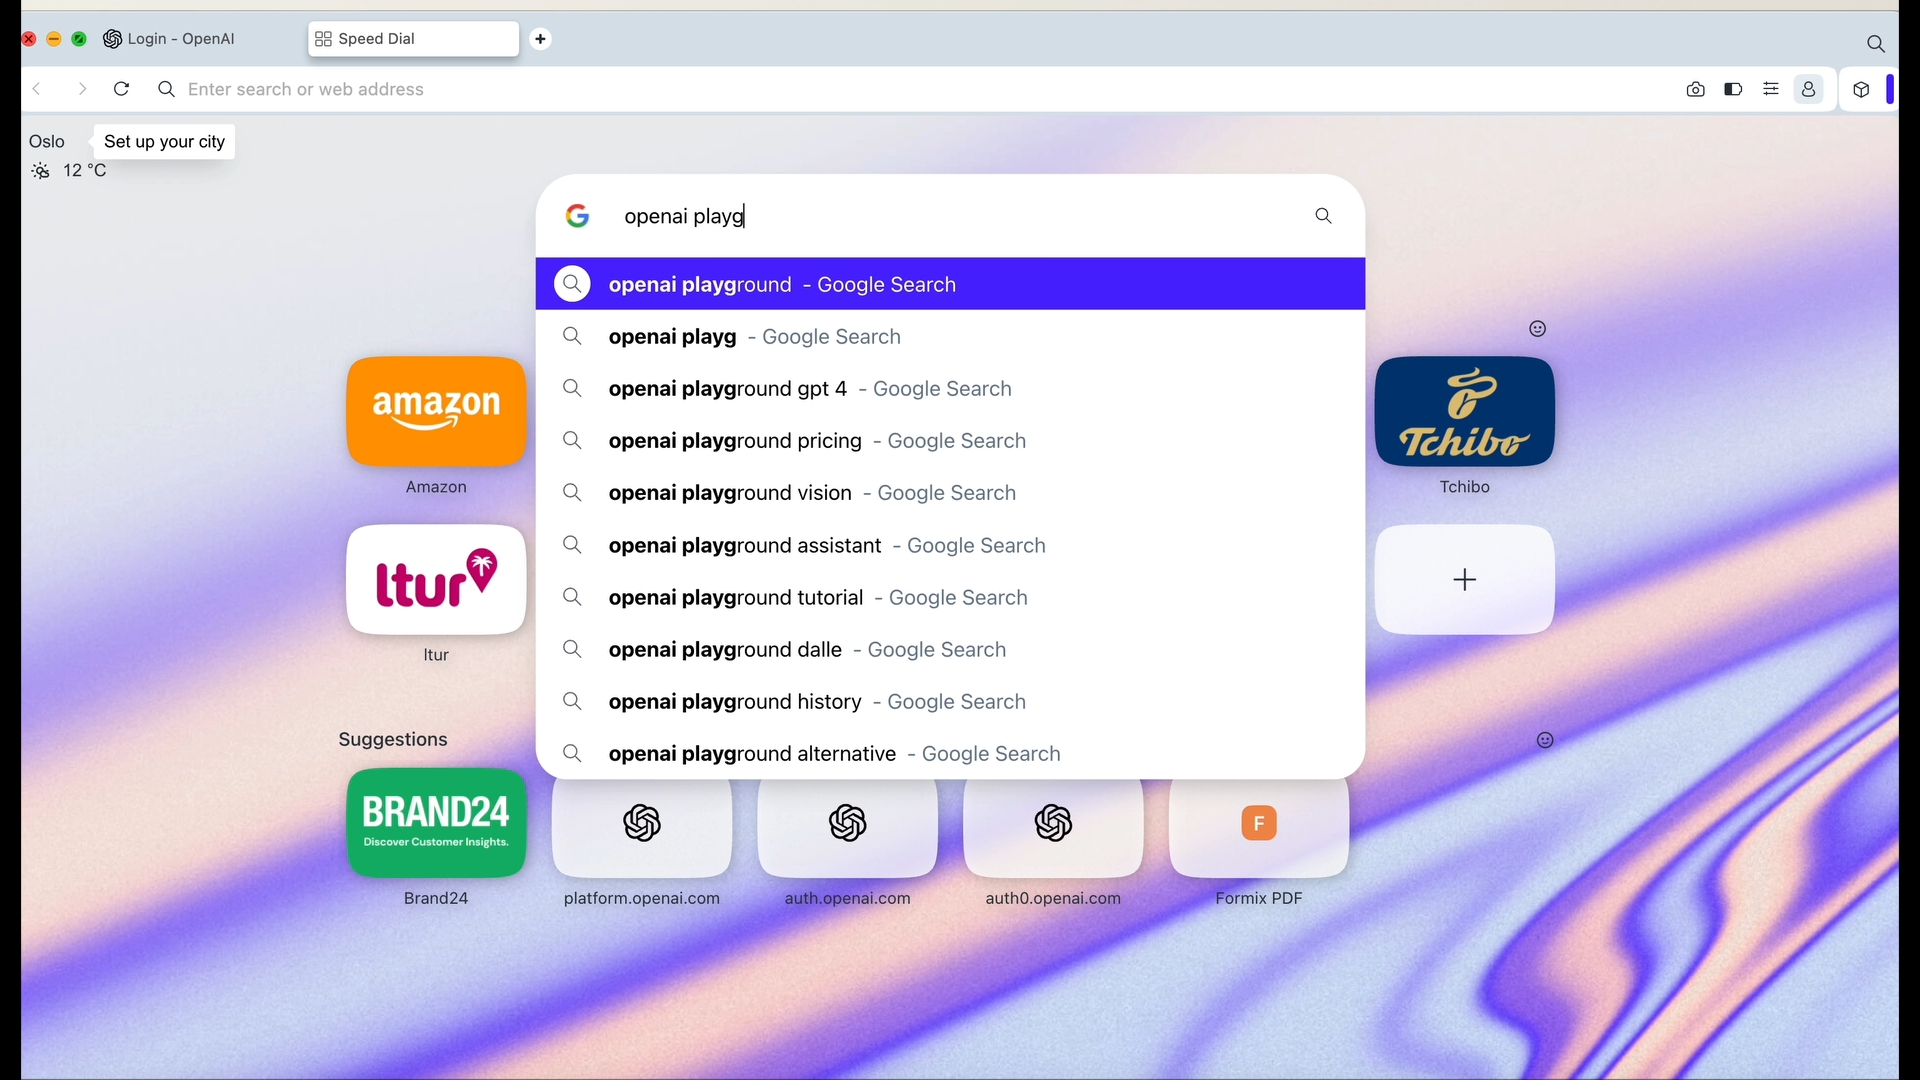 Login - OpenAI
Speed Dial
Enter search or web address
Oslo
Set up your city
12 °C
openai playg
openai playground - Google Search
openai playg - Google Search
openai playground gpt 4 - Google Search
openai playground pricing - Google Search
openai playground vision - Google Search
openai playground assistant - Google Search
openai playground tutorial - Google Search
openai playground dalle - Google Search
openai playground history - Google Search
openai playground alternative - Google Search
amazon
Amazon
Tchibo
Tchibo
ltur
ltur
Suggestions
BRAND24
Discover Customer Insights.
Brand24
platform.openai.com
auth.openai.com
auth0.openai.com
F
Formix PDF